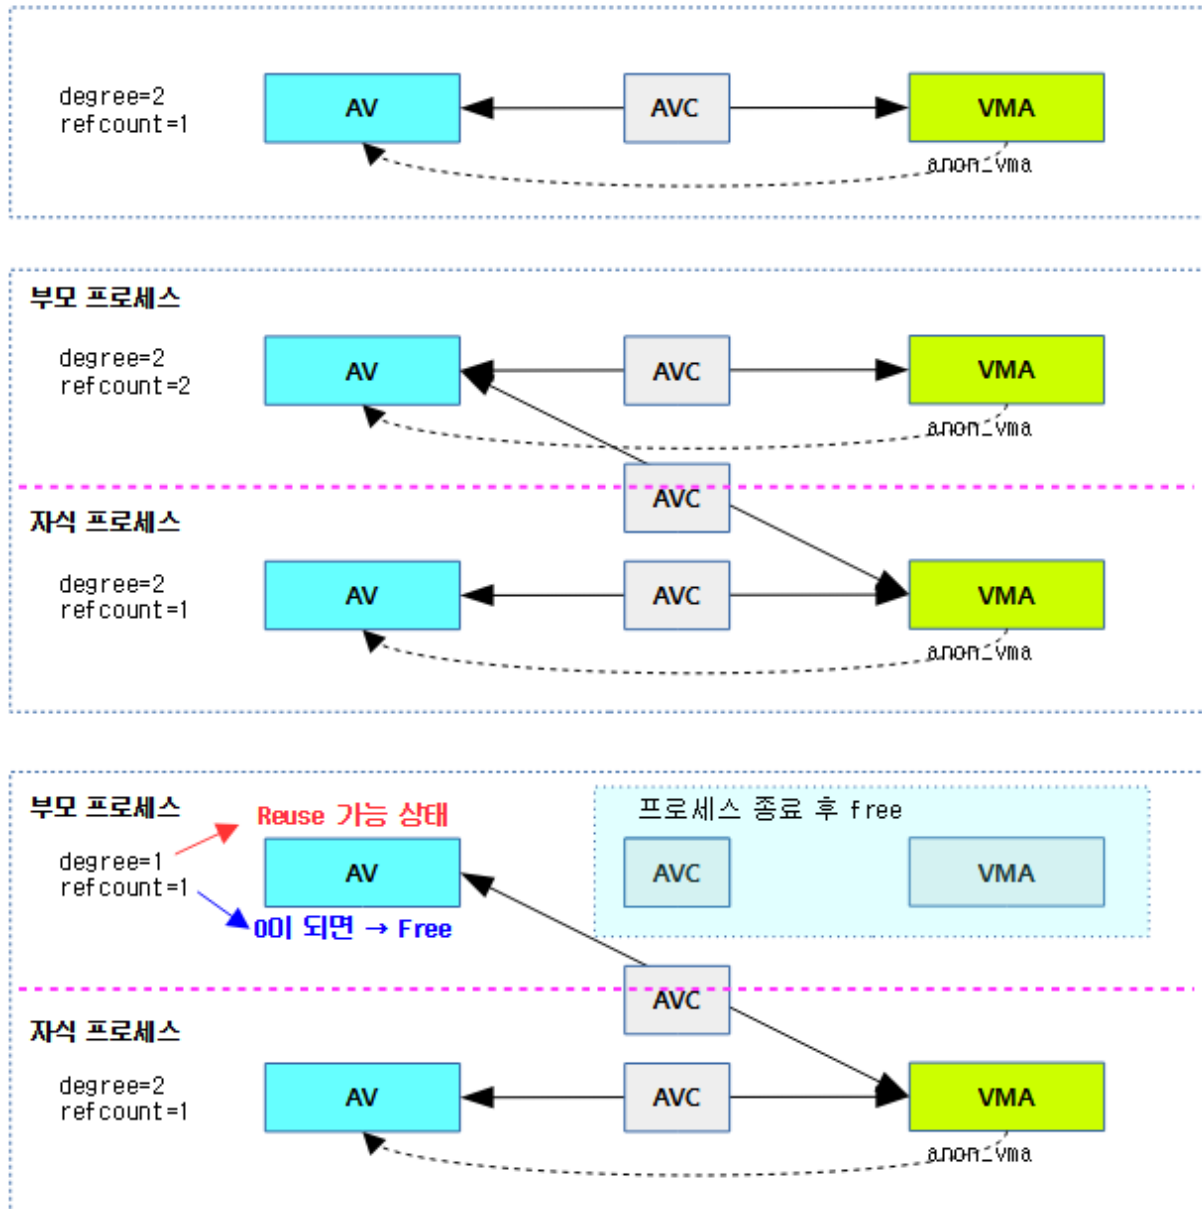 degree=2
refcount=1
AV
AVC
VMA
anon_vma
부모 프로세스
degree=2
refcount=2
AV
AVC
VMA
anon_vma
AVC
자식 프로세스
degree=2
refcount=1
AV
AVC
VMA
anon_vma
부모 프로세스
Reuse 가능 상태
프로세스 종료 후 free
degree=1
refcount=1
AV
AVC
VMA
0이 되면 → Free
AVC
자식 프로세스
degree=2
refcount=1
AV
AVC
VMA
anon_vma